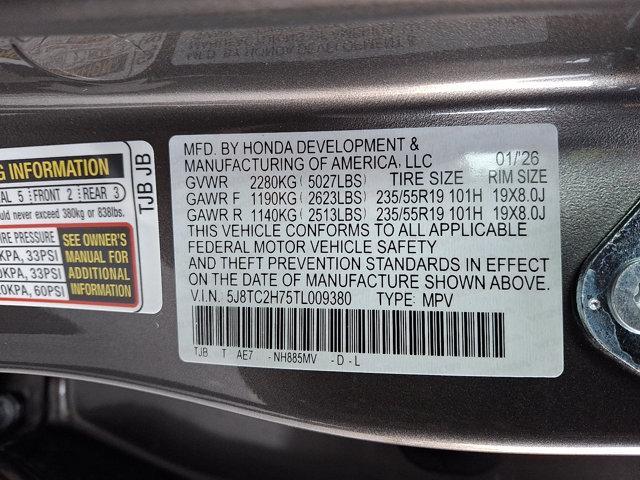 MFD. BY HONDA DEVELOPMENT &
MANUFACTURING OF AMERICA, LLC 01/'26
GVWR 2280KG (5027LBS) TIRE SIZE RIM SIZE
GAWR F 1190KG (2623LBS) 235/55R19 101H 19X8.0J
GAWR R 1140KG (2513LBS) 235/55R19 101H 19X8.0J
THIS VEHICLE CONFORMS TO ALL APPLICABLE
FEDERAL MOTOR VEHICLE SAFETY
AND THEFT PREVENTION STANDARDS IN EFFECT
ON THE DATE OF MANUFACTURE SHOWN ABOVE.
V.I.N. 5J8TC2H75TL009380 TYPE: MPV
TJB T AE7 - NH885MV - D - L
INFORMATION
5 FRONT 2 REAR 3
never exceed 380kg or 838lbs.
PRESSURE
KPA, 33PSI
KPA, 33PSI
KPA, 60PSI
SEE OWNER'S
MANUAL FOR
ADDITIONAL
INFORMATION
TJB JB